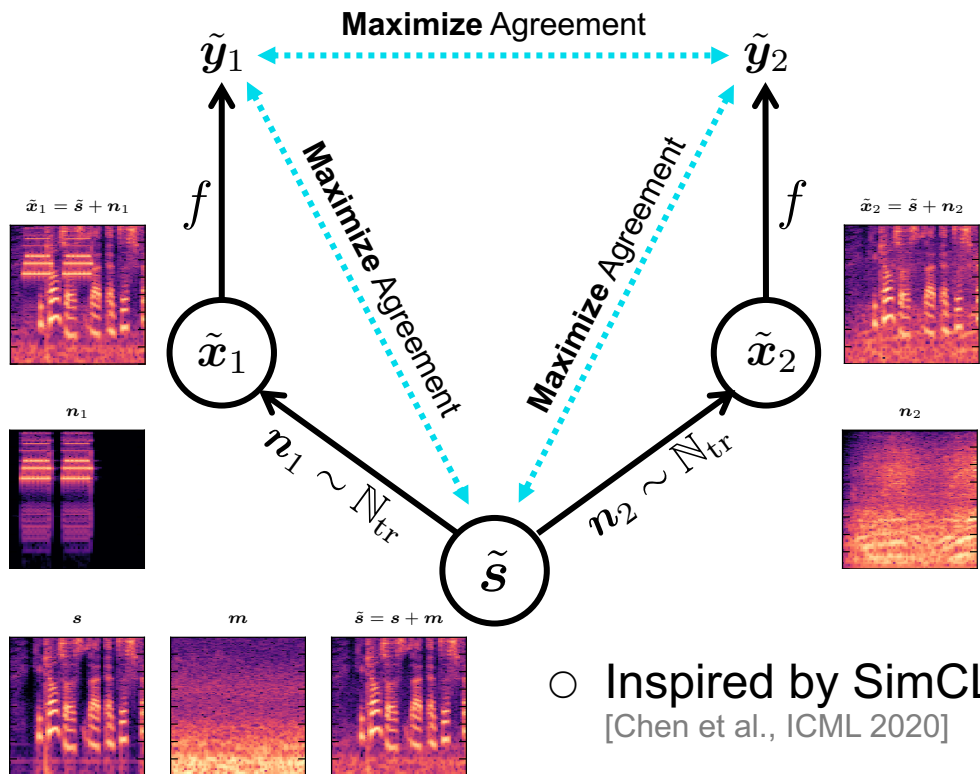 Maximize Agreement
ỹ₁
ỹ₂
Maximize Agreement
Maximize Agreement
f
f
x̃₁ = s̃ + n₁
x̃₂ = s̃ + n₂
x̃₁
x̃₂
n₁
n₂
n₁ ∼ ℕtr
n₂ ∼ ℕtr
s̃
s
m
s̃ = s + m
○ Inspired by SimCL
[Chen et al., ICML 2020]